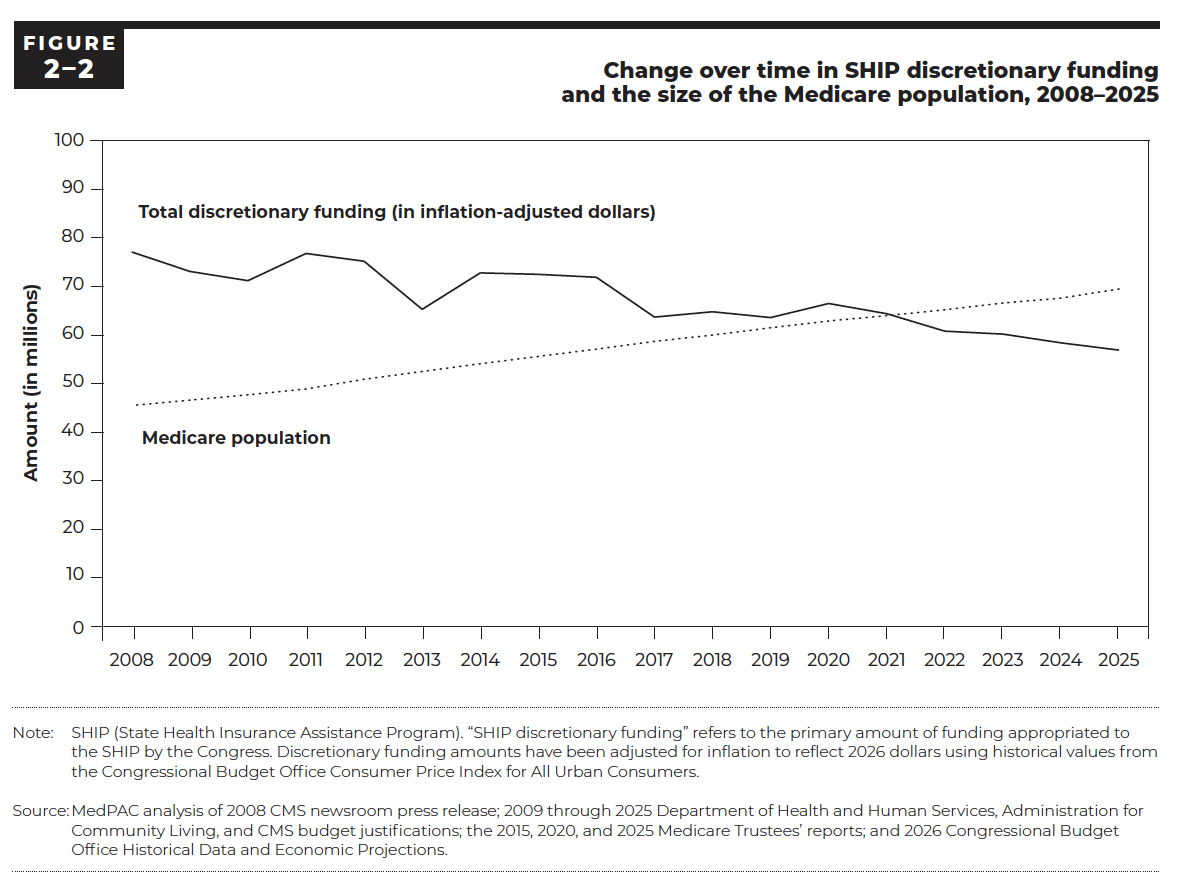 FIGURE
2–2
Change over time in SHIP discretionary funding
and the size of the Medicare population, 2008–2025
100
90
80
70
60
50
40
30
20
10
0
Amount (in millions)
Total discretionary funding (in inflation-adjusted dollars)
Medicare population
2008 2009 2010 2011 2012 2013 2014 2015 2016 2017 2018 2019 2020 2021 2022 2023 2024 2025
Note: SHIP (State Health Insurance Assistance Program). “SHIP discretionary funding” refers to the primary amount of funding appropriated to
the SHIP by the Congress. Discretionary funding amounts have been adjusted for inflation to reflect 2026 dollars using historical values from
the Congressional Budget Office Consumer Price Index for All Urban Consumers.
Source: MedPAC analysis of 2008 CMS newsroom press release; 2009 through 2025 Department of Health and Human Services, Administration for
Community Living, and CMS budget justifications; the 2015, 2020, and 2025 Medicare Trustees’ reports; and 2026 Congressional Budget
Office Historical Data and Economic Projections.